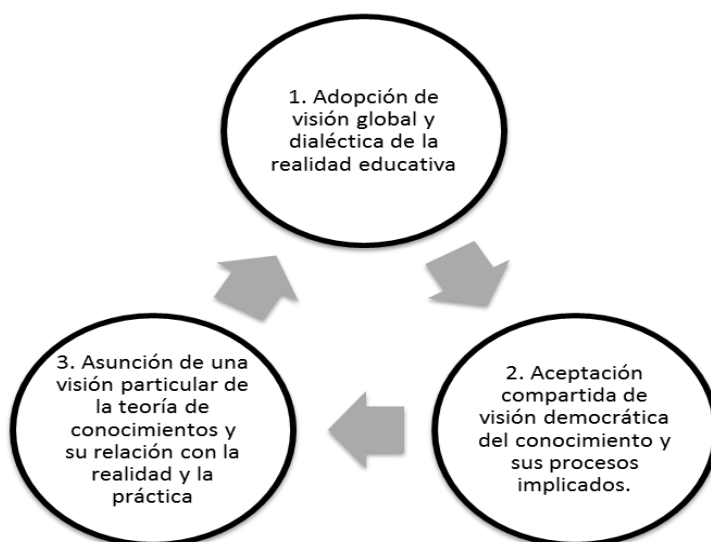 1. Adopción de
visión global y
dialéctica de la
realidad educativa
2. Aceptación
compartida de
visión democrática
del conocimiento y
sus procesos
implicados.
3. Asunción de una
visión particular de
la teoría de
conocimientos y
su relación con la
realidad y la
práctica